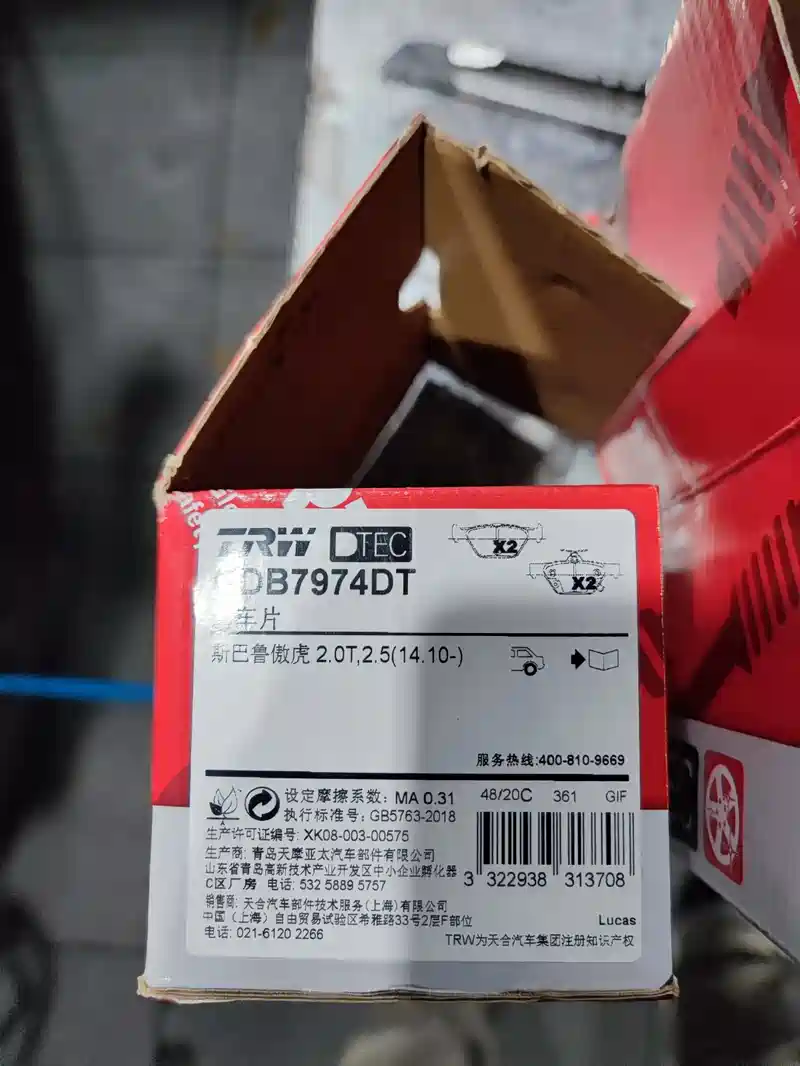 TRW DTEC
X2
X2
DB7974DT
车片
斯巴鲁傲虎 2.0T,2.5(14.10-)
服务热线:400-810-9669
设定摩擦系数: MA 0.31
执行标准号: GB5763-2018
生产许可证编号: XK08-003-00575
生产商: 青岛天摩亚太汽车部件有限公司
山东省青岛高新技术产业开发区中小企业孵化器
C区厂房 电话: 532 5889 5757
销售商: 天合汽车部件技术服务(上海)有限公司
中国（上海）自由贸易试验区希雅路33号2层F部位
电话: 021-6120 2266
48/20C 361 GIF
3 322938 313708
Lucas
TRW为天合汽车集团注册知识产权